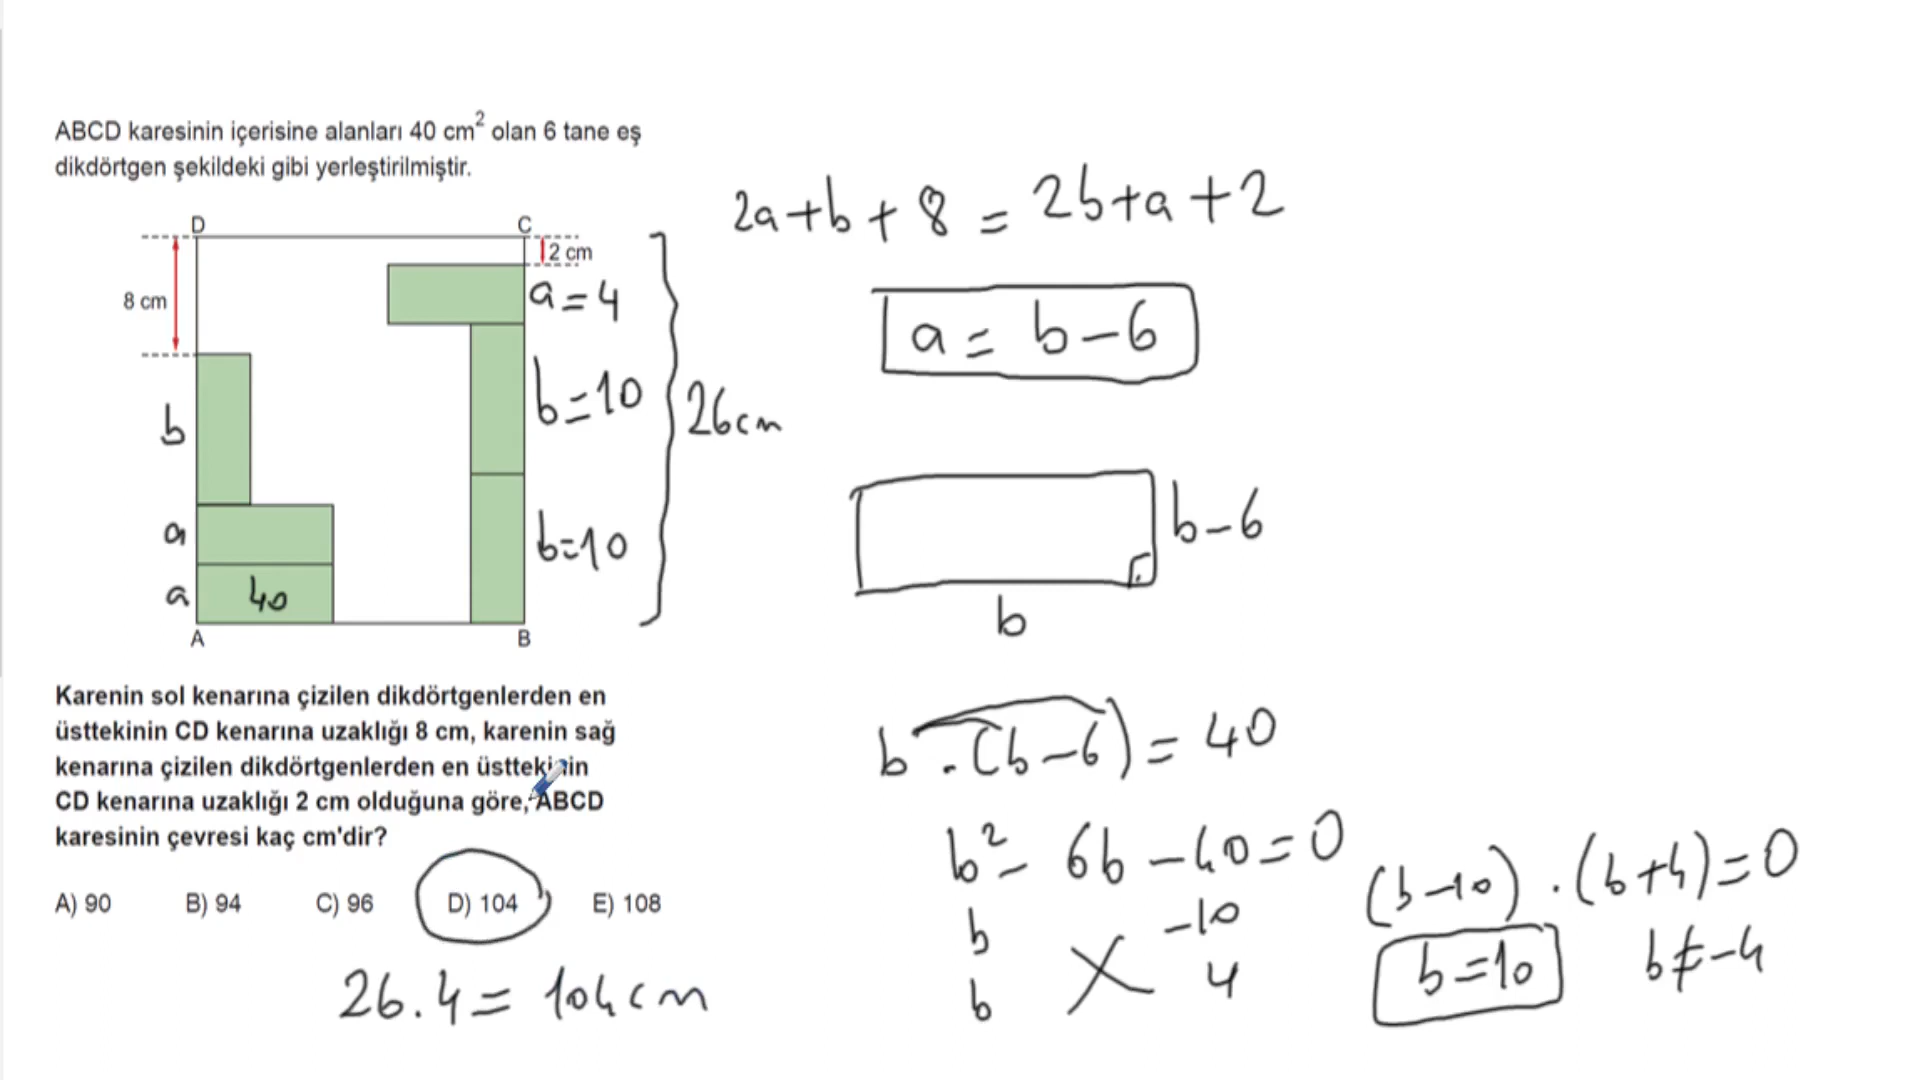 ABCD karesinin içerisine alanları 40 cm² olan 6 tane eş
dikdörtgen şekildeki gibi yerleştirilmiştir.
D
C
2 cm
8 cm
a = 4
b = 10
b = 10
26 cm
b
a
a
40
A
B
Karenin sol kenarına çizilen dikdörtgenlerden en
üsttekinin CD kenarına uzaklığı 8 cm, karenin sağ
kenarına çizilen dikdörtgenlerden en üsttekinin
CD kenarına uzaklığı 2 cm olduğuna göre, ABCD
karesinin çevresi kaç cm'dir?
A) 90 B) 94 C) 96 D) 104 E) 108
26.4 = 104 cm
2a + b + 8 = 2b + a + 2
a = b - 6
b - 6
b
b . (b - 6) = 40
b² - 6b - 40 = 0
b -10
b 4
(b - 10) . (b + 4) = 0
b = 10 b ≠ -4